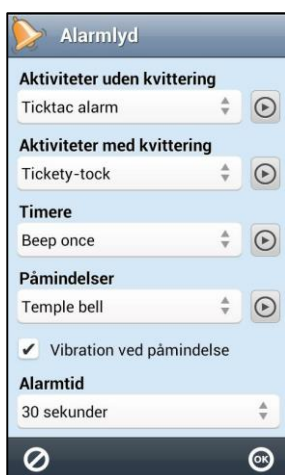 Alarmlyd
Aktiviteter uden kvittering
Ticktac alarm
Aktiviteter med kvittering
Tickety-tock
Timere
Beep once
Påmindelser
Temple bell
Vibration ved påmindelse
Alarmtid
30 sekunder
OK